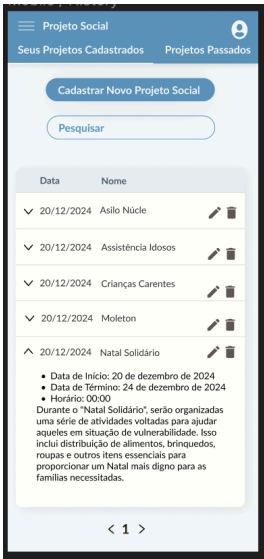 Projeto Social
Seus Projetos Cadastrados Projetos Passados
Cadastrar Novo Projeto Social
Pesquisar
Data Nome
20/12/2024 Asilo Núcle
20/12/2024 Assistência Idosos
20/12/2024 Crianças Carentes
20/12/2024 Moleton
20/12/2024 Natal Solidário
• Data de Início: 20 de dezembro de 2024
• Data de Término: 24 de dezembro de 2024
• Horário: 00:00
Durante o "Natal Solidário", serão organizadas
uma série de atividades voltadas para ajudar
aqueles em situação de vulnerabilidade. Isso
inclui distribuição de alimentos, brinquedos,
roupas e outros itens essenciais para
proporcionar um Natal mais digno para as
famílias necessitadas.
< 1 >